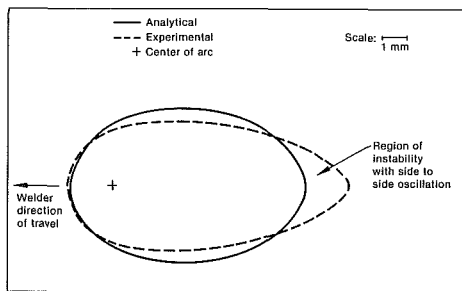 Analytical
Experimental
+ Center of arc
Scale:
1 mm
Region of
instability
with side to
side oscillation
Welder
direction
of travel